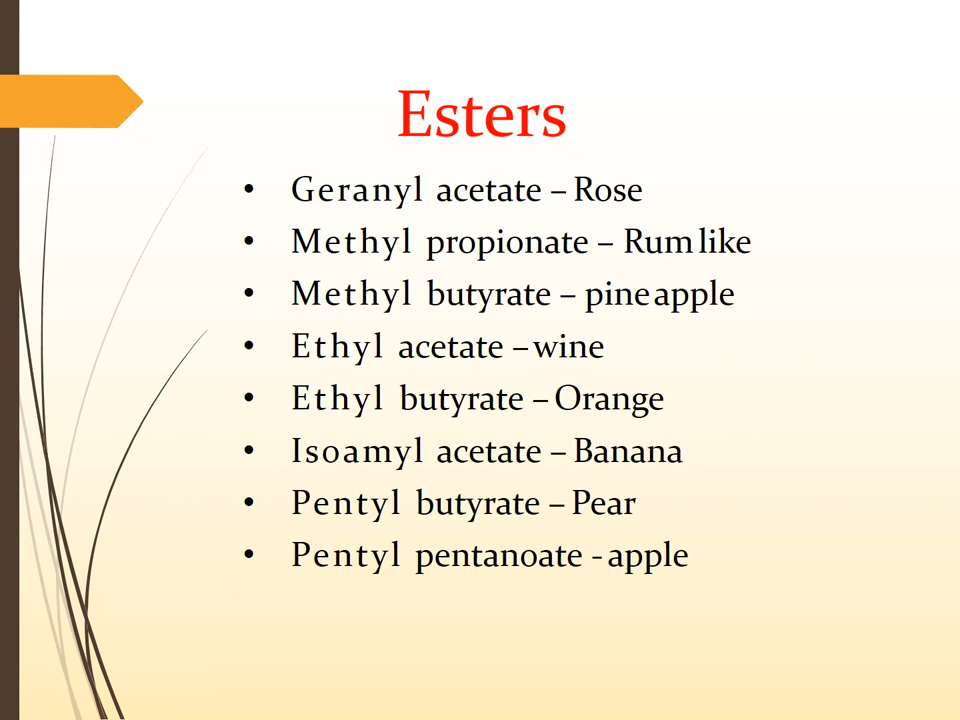 Esters
• Geranyl acetate – Rose
• Methyl propionate – Rum like
• Methyl butyrate – pineapple
• Ethyl acetate – wine
• Ethyl butyrate – Orange
• Isoamyl acetate – Banana
• Pentyl butyrate – Pear
• Pentyl pentanoate - apple